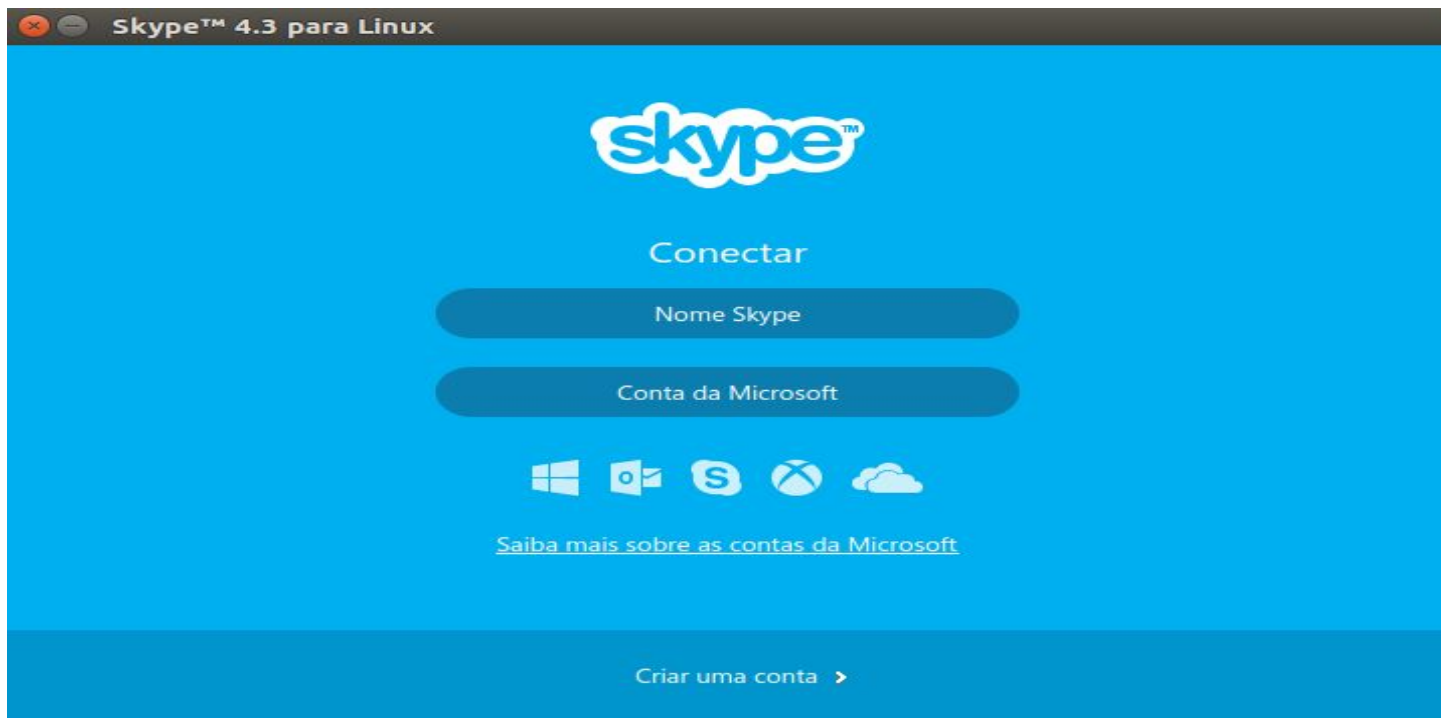 Skype™ 4.3 para Linux
skype™
Conectar
Nome Skype
Conta da Microsoft
Saiba mais sobre as contas da Microsoft
Criar uma conta >